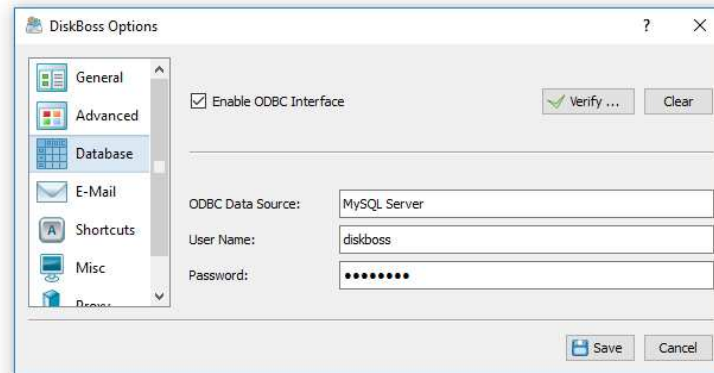 DiskBoss Options
?
General
Advanced
Database
E-Mail
Shortcuts
A
Misc
Proxy
Enable ODBC Interface
Verify ...
Clear
ODBC Data Source:
MySQL Server
User Name:
diskboss
Password:
••••••••
Save
Cancel